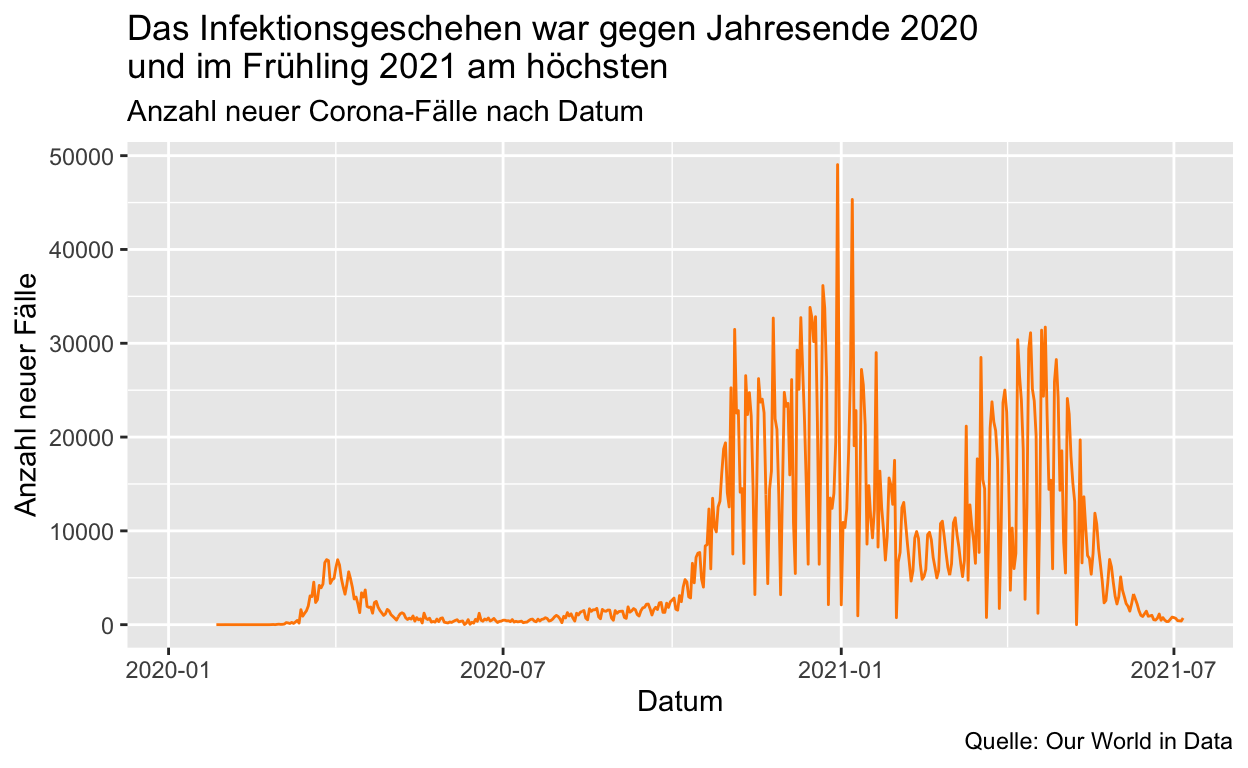 Das Infektionsgeschehen war gegen Jahresende 2020
und im Frühling 2021 am höchsten
Anzahl neuer Corona-Fälle nach Datum
Anzahl neuer Fälle
50000
40000
30000
20000
10000
0
2020-01
2020-07
2021-01
2021-07
Datum
Quelle: Our World in Data